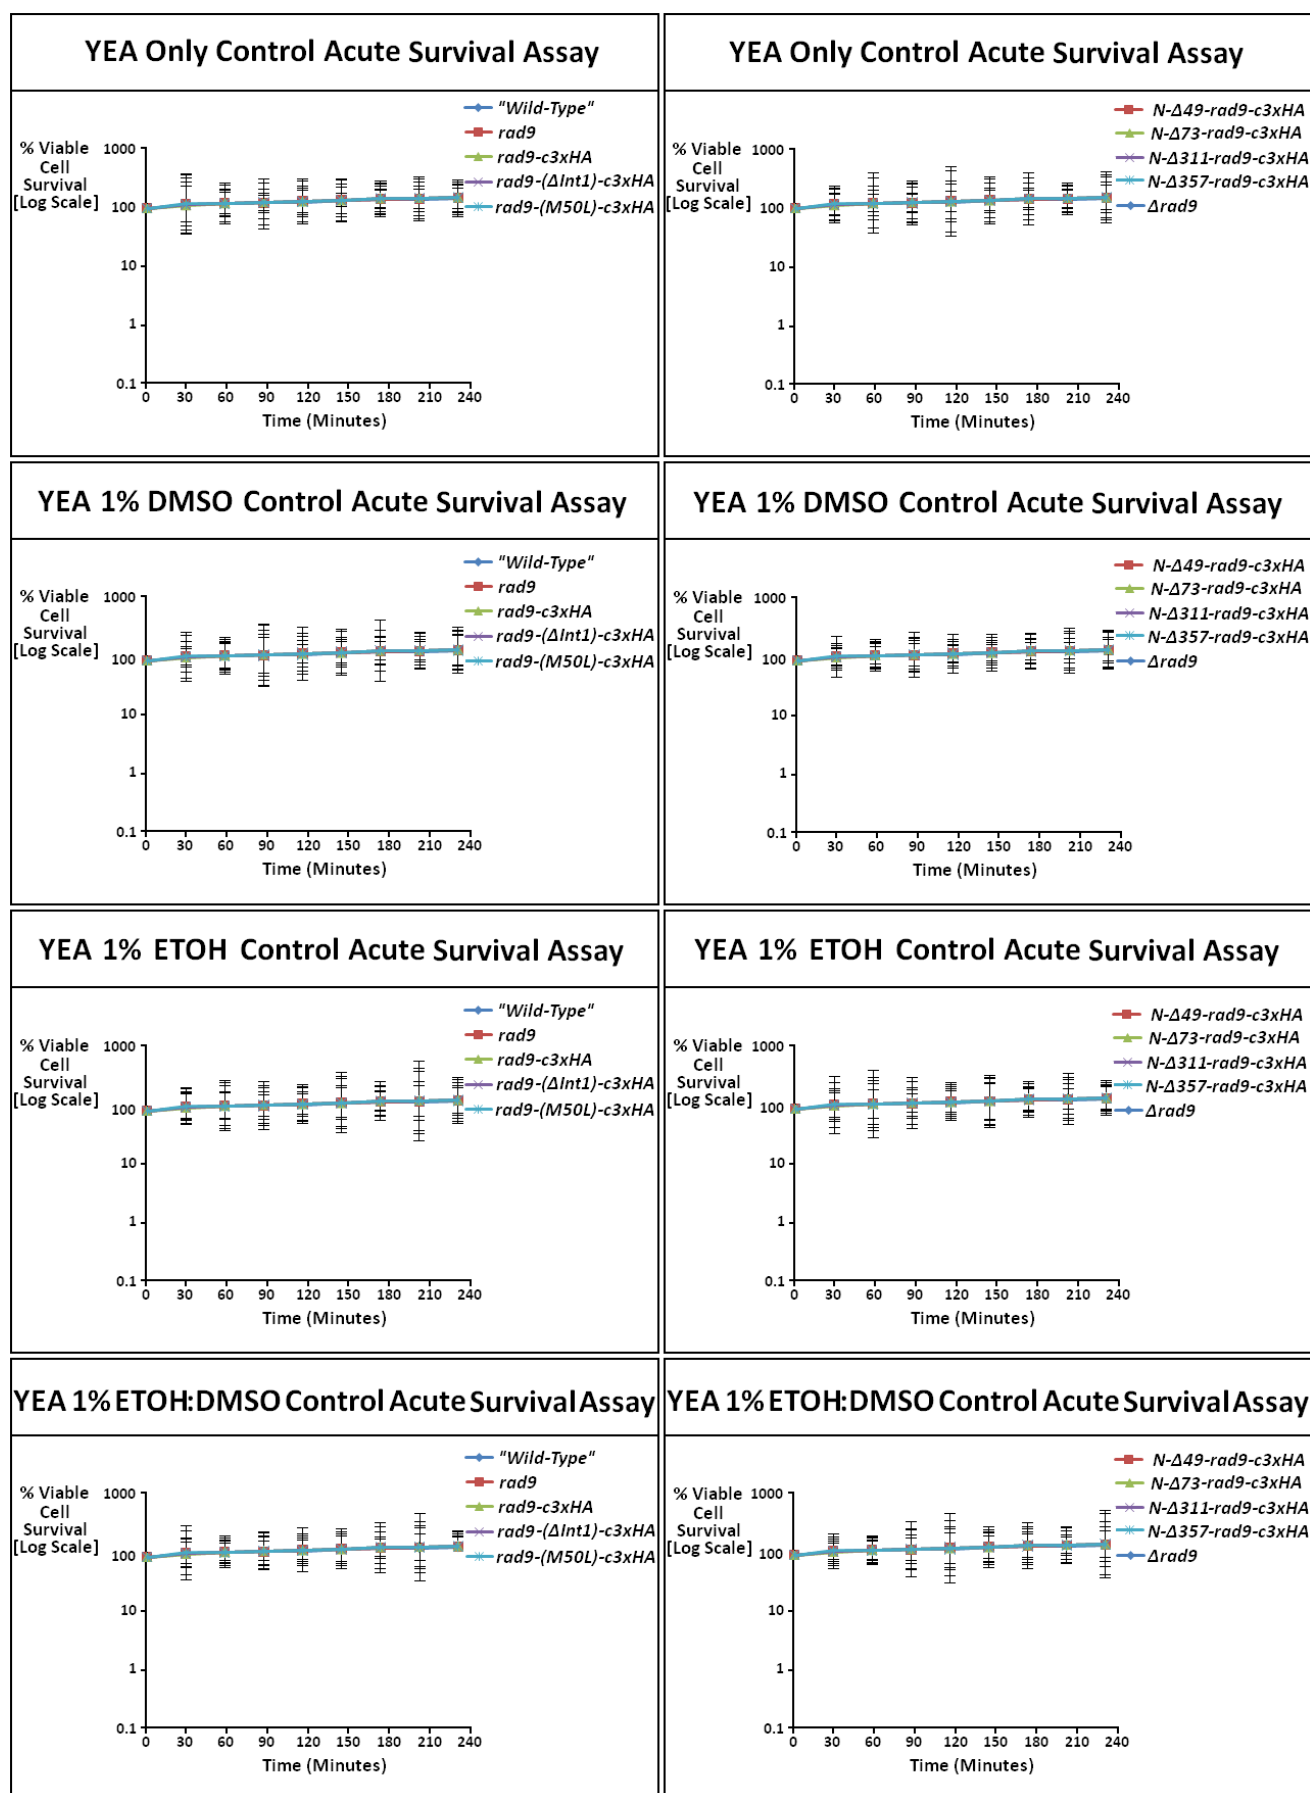 YEA Only Control Acute Survival Assay
"Wild-Type"
rad9
rad9-c3xHA
rad9-(ΔInt1)-c3xHA
rad9-(M50L)-c3xHA
% Viable
Cell
Survival
[Log Scale]
1000
100
10
1
0.1
0 30 60 90 120 150 180 210 240
Time (Minutes)
YEA Only Control Acute Survival Assay
N-Δ49-rad9-c3xHA
N-Δ73-rad9-c3xHA
N-Δ311-rad9-c3xHA
N-Δ357-rad9-c3xHA
Δrad9
% Viable
Cell
Survival
[Log Scale]
1000
100
10
1
0.1
0 30 60 90 120 150 180 210 240
Time (Minutes)
YEA 1% DMSO Control Acute Survival Assay
"Wild-Type"
rad9
rad9-c3xHA
rad9-(ΔInt1)-c3xHA
rad9-(M50L)-c3xHA
% Viable
Cell
Survival
[Log Scale]
1000
100
10
1
0.1
0 30 60 90 120 150 180 210 240
Time (Minutes)
YEA 1% DMSO Control Acute Survival Assay
N-Δ49-rad9-c3xHA
N-Δ73-rad9-c3xHA
N-Δ311-rad9-c3xHA
N-Δ357-rad9-c3xHA
Δrad9
% Viable
Cell
Survival
[Log Scale]
1000
100
10
1
0.1
0 30 60 90 120 150 180 210 240
Time (Minutes)
YEA 1% ETOH Control Acute Survival Assay
"Wild-Type"
rad9
rad9-c3xHA
rad9-(ΔInt1)-c3xHA
rad9-(M50L)-c3xHA
% Viable
Cell
Survival
[Log Scale]
1000
100
10
1
0.1
0 30 60 90 120 150 180 210 240
Time (Minutes)
YEA 1% ETOH Control Acute Survival Assay
N-Δ49-rad9-c3xHA
N-Δ73-rad9-c3xHA
N-Δ311-rad9-c3xHA
N-Δ357-rad9-c3xHA
Δrad9
% Viable
Cell
Survival
[Log Scale]
1000
100
10
1
0.1
0 30 60 90 120 150 180 210 240
Time (Minutes)
YEA 1% ETOH:DMSO Control Acute Survival Assay
"Wild-Type"
rad9
rad9-c3xHA
rad9-(ΔInt1)-c3xHA
rad9-(M50L)-c3xHA
% Viable
Cell
Survival
[Log Scale]
1000
100
10
1
0.1
0 30 60 90 120 150 180 210 240
Time (Minutes)
YEA 1% ETOH:DMSO Control Acute Survival Assay
N-Δ49-rad9-c3xHA
N-Δ73-rad9-c3xHA
N-Δ311-rad9-c3xHA
N-Δ357-rad9-c3xHA
Δrad9
% Viable
Cell
Survival
[Log Scale]
1000
100
10
1
0.1
0 30 60 90 120 150 180 210 240
Time (Minutes)